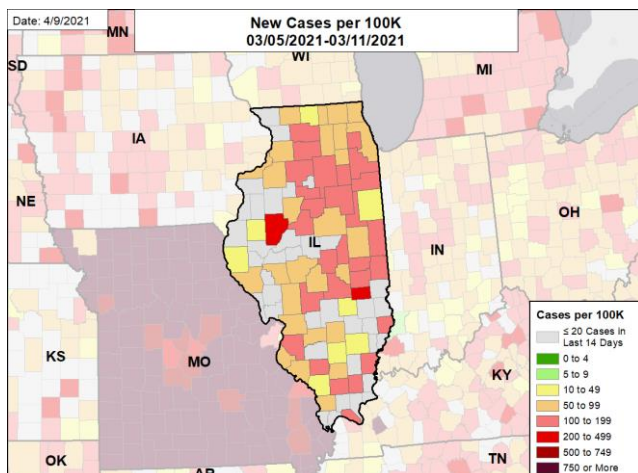 Date: 4/9/2021
New Cases per 100K
03/05/2021-03/11/2021
MN
SD
WI
MI
IA
NE
IL
IN
OH
KS
MO
KY
OK
AR
TN
Cases per 100K
≤ 20 Cases in
Last 14 Days
0 to 4
5 to 9
10 to 49
50 to 99
100 to 199
200 to 499
500 to 749
750 or More